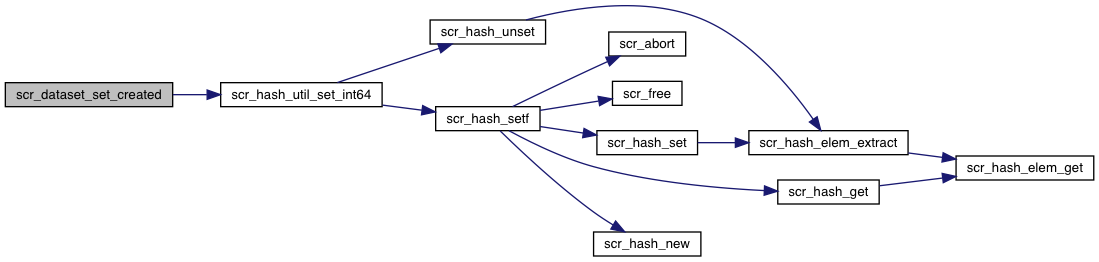 scr_dataset_set_created
scr_hash_util_set_int64
scr_hash_unset
scr_hash_setf
scr_abort
scr_free
scr_hash_set
scr_hash_get
scr_hash_new
scr_hash_elem_extract
scr_hash_elem_get